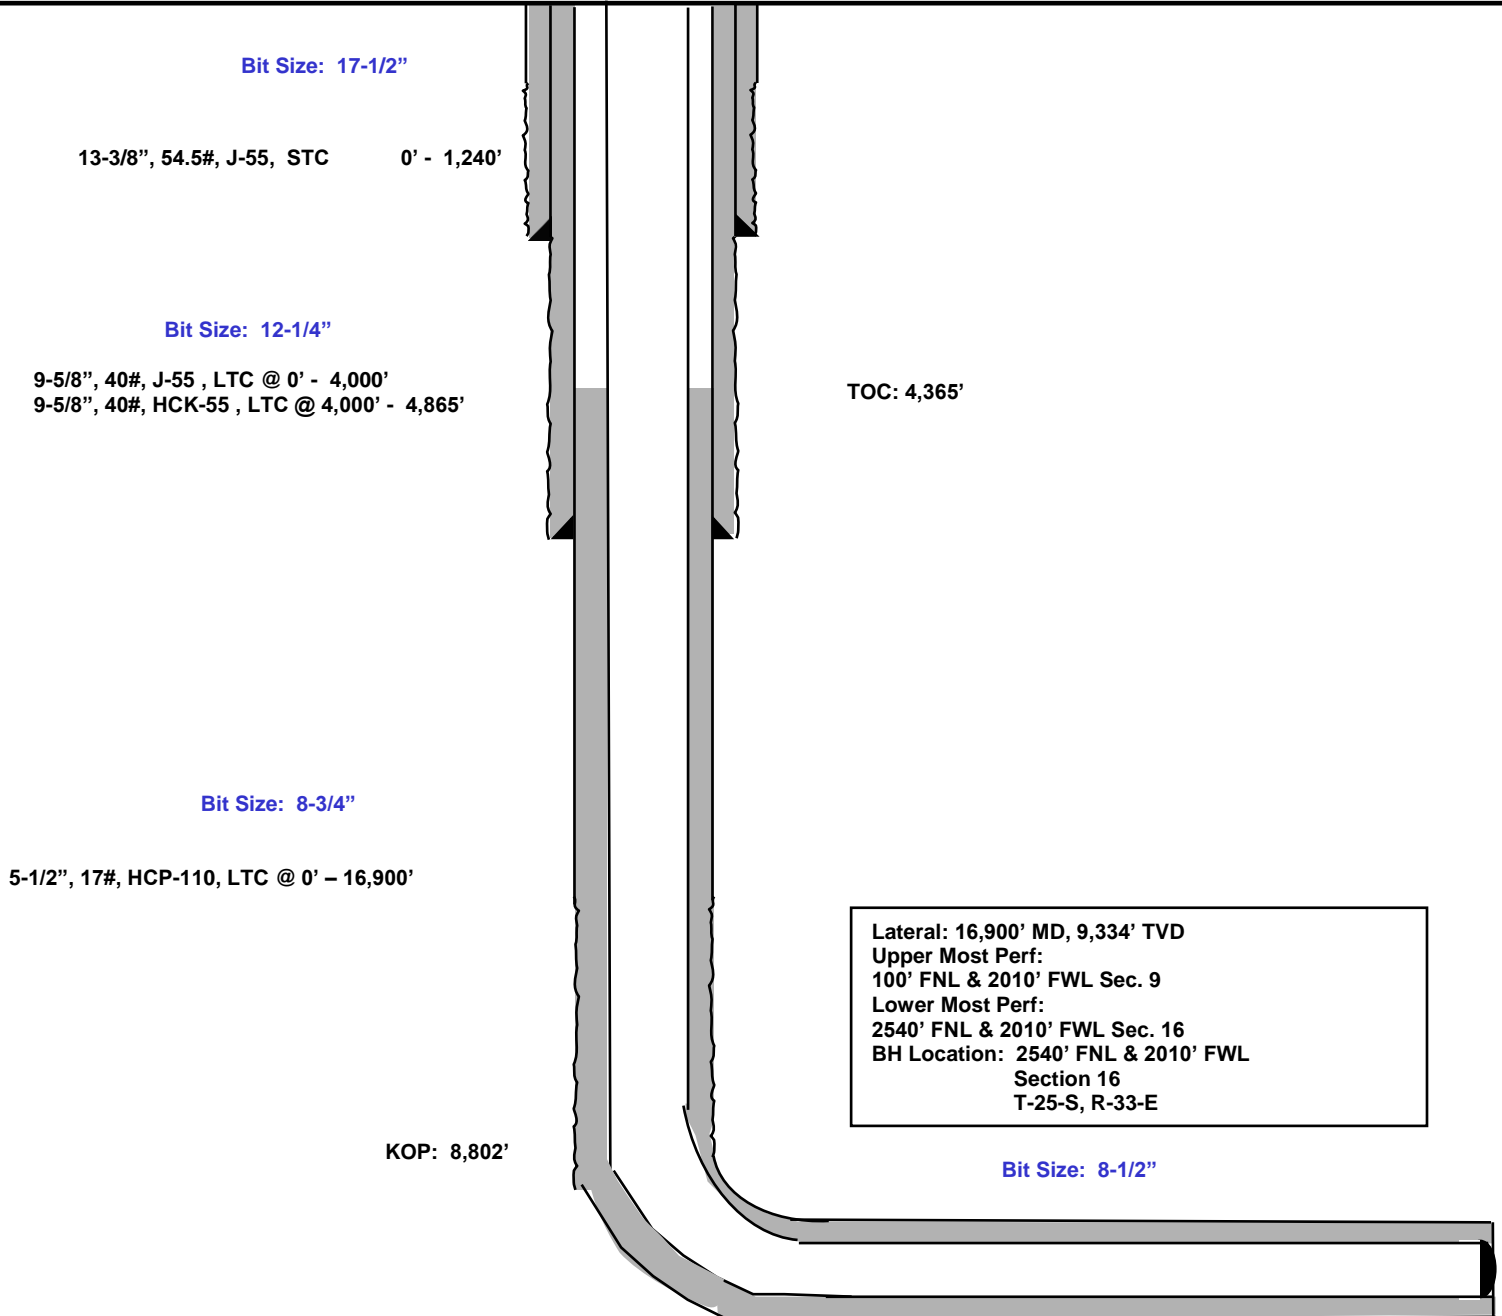 Bit Size: 17-1/2”
13-3/8”, 54.5#, J-55, STC 0’ - 1,240’
Bit Size: 12-1/4”
9-5/8”, 40#, J-55 , LTC @ 0’ - 4,000’
9-5/8”, 40#, HCK-55 , LTC @ 4,000’ - 4,865’
TOC: 4,365’
Bit Size: 8-3/4”
5-1/2”, 17#, HCP-110, LTC @ 0’ – 16,900’
Lateral: 16,900’ MD, 9,334’ TVD
Upper Most Perf:
100’ FNL & 2010’ FWL Sec. 9
Lower Most Perf:
2540’ FNL & 2010’ FWL Sec. 16
BH Location: 2540’ FNL & 2010’ FWL
Section 16
T-25-S, R-33-E
KOP: 8,802’
Bit Size: 8-1/2”